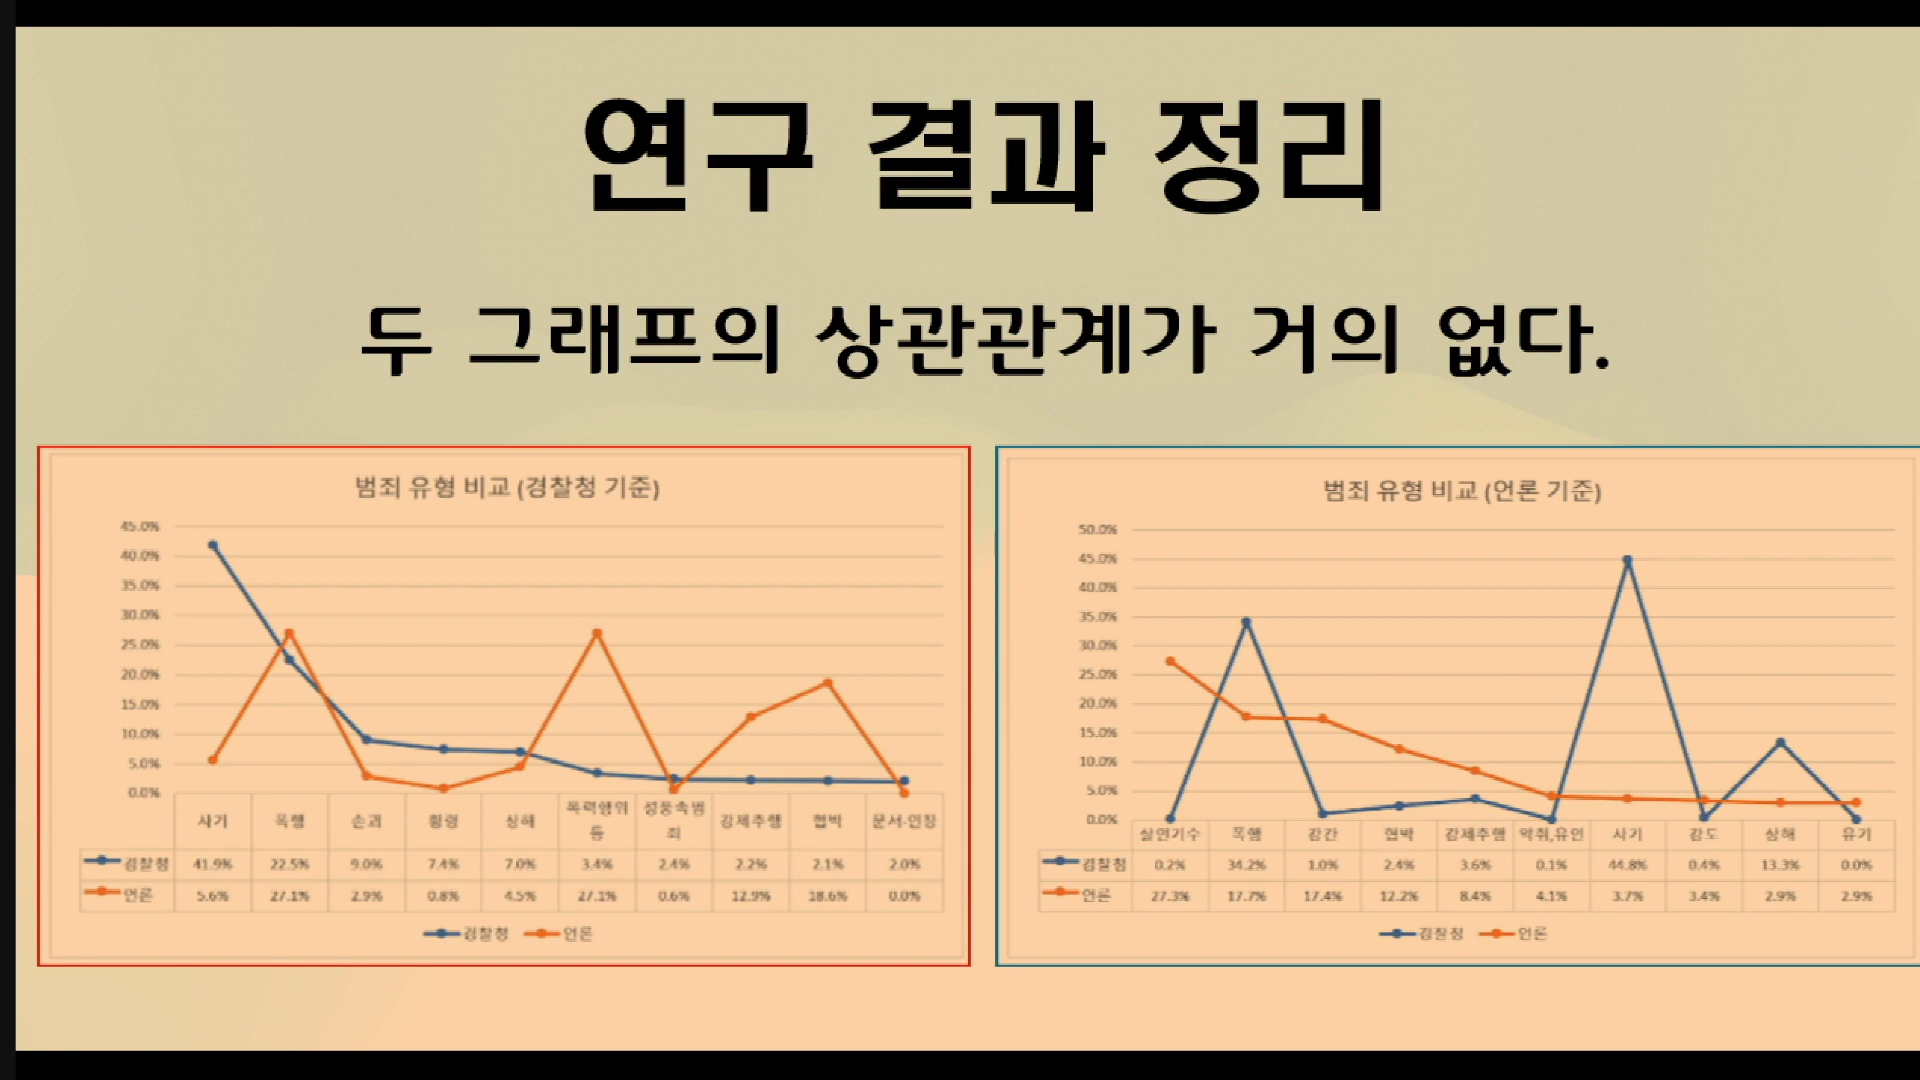 연구 결과 정리
두 그래프의 상관관계가 거의 없다.
범죄 유형 비교 (경찰청 기준)
45.0%
40.0%
35.0%
30.0%
25.0%
20.0%
15.0%
10.0%
5.0%
0.0%
사기 폭행 손괴 횡령 상해 폭력행위등 성풍속범죄 강제추행 협박 문서·인장
경찰청 41.9% 22.5% 9.0% 7.4% 7.0% 3.4% 2.4% 2.2% 2.1% 2.0%
언론 5.6% 27.1% 2.9% 0.8% 4.5% 27.1% 0.6% 12.9% 18.6% 0.0%
경찰청 언론
범죄 유형 비교 (언론 기준)
50.0%
45.0%
40.0%
35.0%
30.0%
25.0%
20.0%
15.0%
10.0%
5.0%
0.0%
살인기수 폭행 강간 협박 강제추행 약취,유인 사기 강도 상해 유기
경찰청 0.2% 34.2% 1.0% 2.4% 3.6% 0.1% 44.8% 0.4% 13.3% 0.0%
언론 27.3% 17.7% 17.4% 12.2% 8.4% 4.1% 3.7% 3.4% 2.9% 2.9%
경찰청 언론